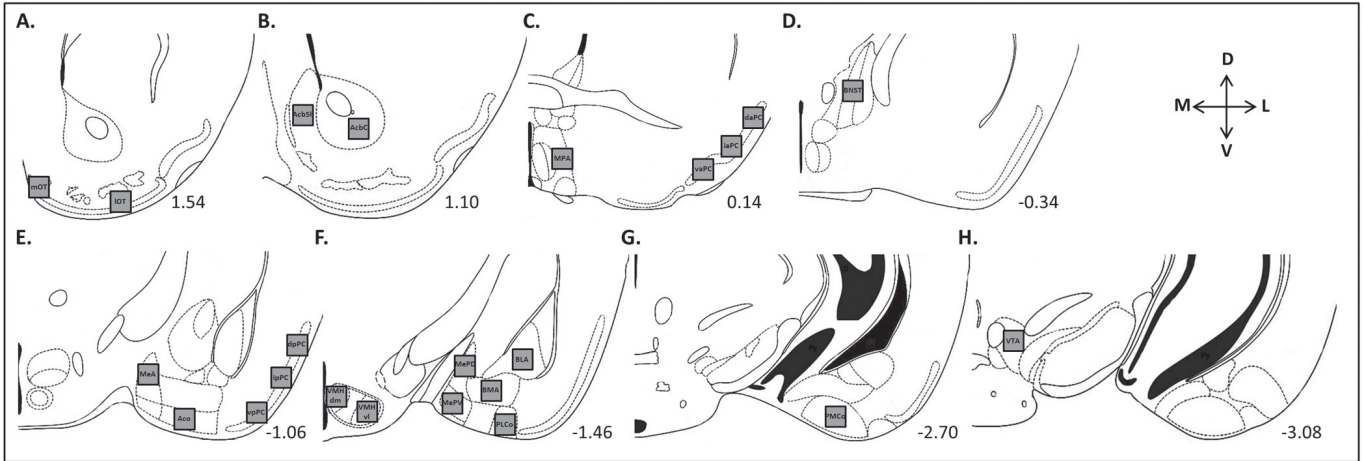 A.
B.
C.
D.
mOT
lOT
1.54
AcbSh
AcbC
1.10
MPA
daPC
iaPC
vaPC
0.14
BNST
-0.34
D
M
L
V
E.
F.
G.
H.
MeA
Aco
dpPC
ipPC
vpPC
-1.06
VMH
dm
VMH
vl
MePD
MePV
BMA
BLA
PLCo
-1.46
PMCo
-2.70
VTA
-3.08